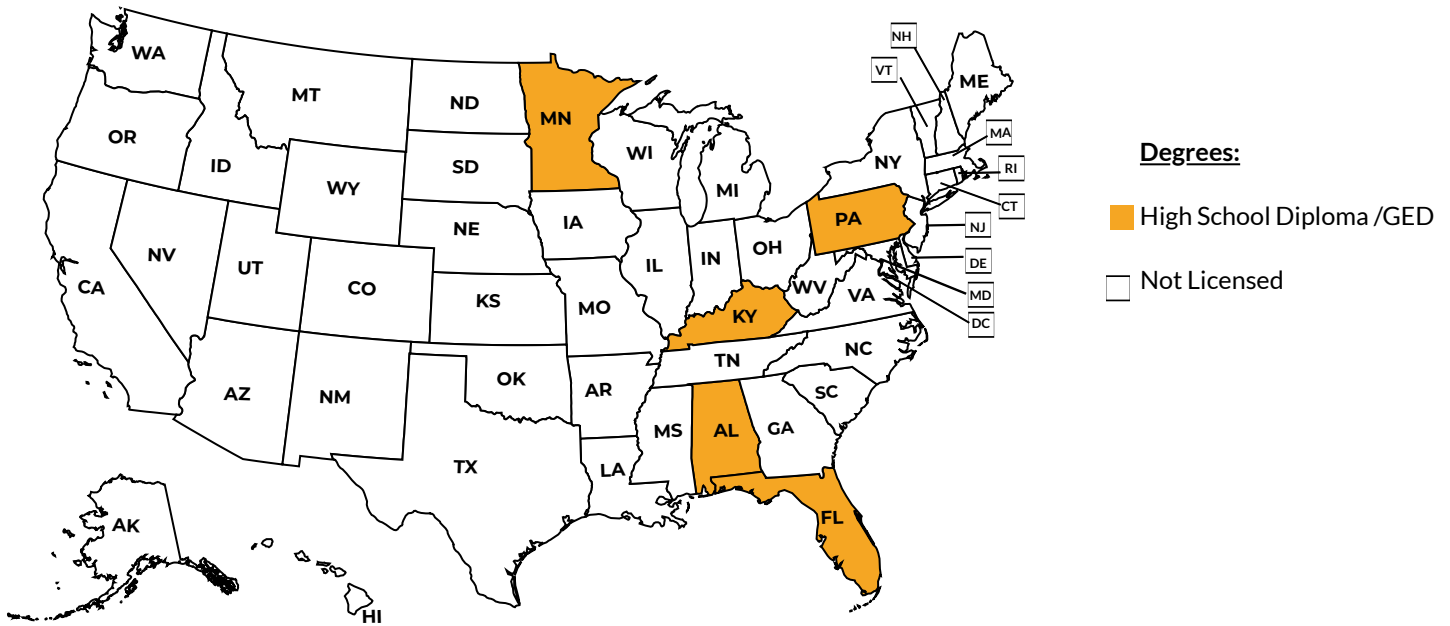 WA
MT
ND
MN
OR
ID
SD
WI
MI
NY
ME
NH
VT
MA
RI
CT
NJ
DE
MD
DC
WY
NE
IA
PA
NV
UT
CO
KS
MO
IL
IN
OH
WV
VA
CA
KY
AZ
NM
OK
AR
TN
NC
SC
TX
LA
MS
AL
GA
FL
AK
HI
Degrees:
High School Diploma /GED
Not Licensed